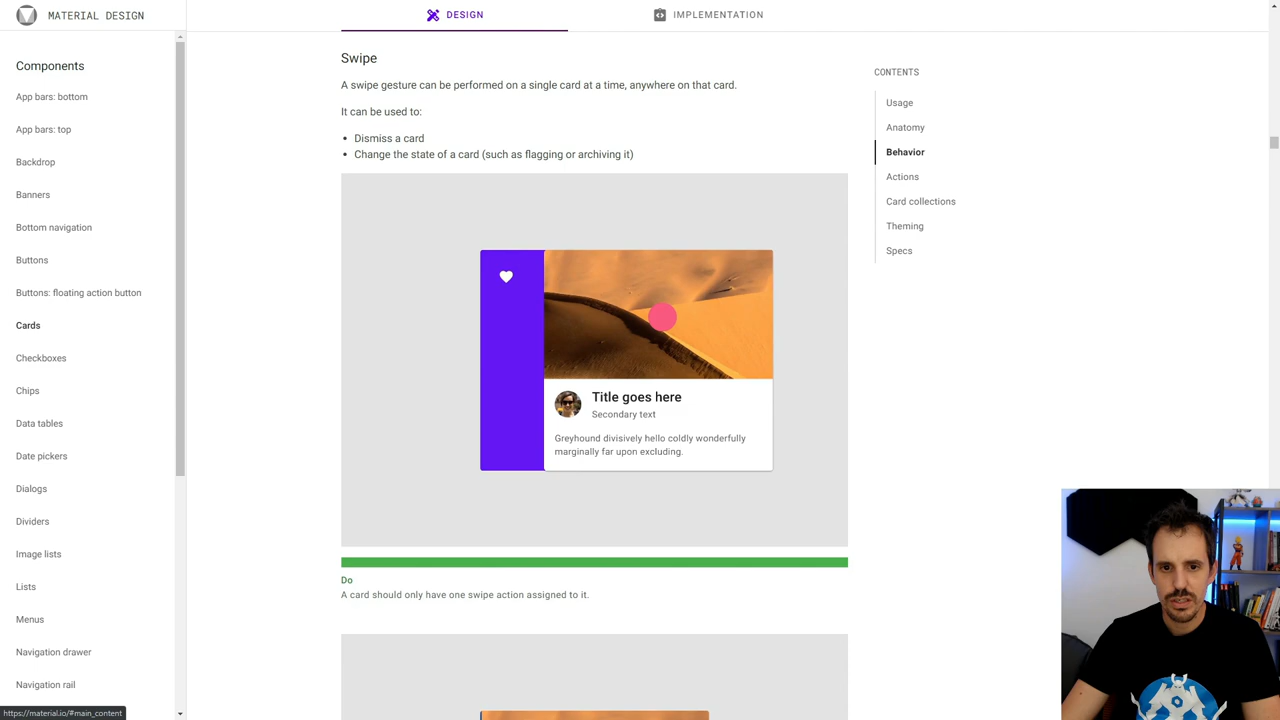 MATERIAL DESIGN
DESIGN
IMPLEMENTATION
Components
App bars: bottom
App bars: top
Backdrop
Banners
Bottom navigation
Buttons
Buttons: floating action button
Cards
Checkboxes
Chips
Data tables
Date pickers
Dialogs
Dividers
Image lists
Lists
Menus
Navigation drawer
Navigation rail
https://material.io/#main_content
Swipe
A swipe gesture can be performed on a single card at a time, anywhere on that card.
It can be used to:
• Dismiss a card
• Change the state of a card (such as flagging or archiving it)
Title goes here
Secondary text
Greyhound divisively hello coldly wonderfully
marginally far upon excluding.
Do
A card should only have one swipe action assigned to it.
CONTENTS
Usage
Anatomy
Behavior
Actions
Card collections
Theming
Specs